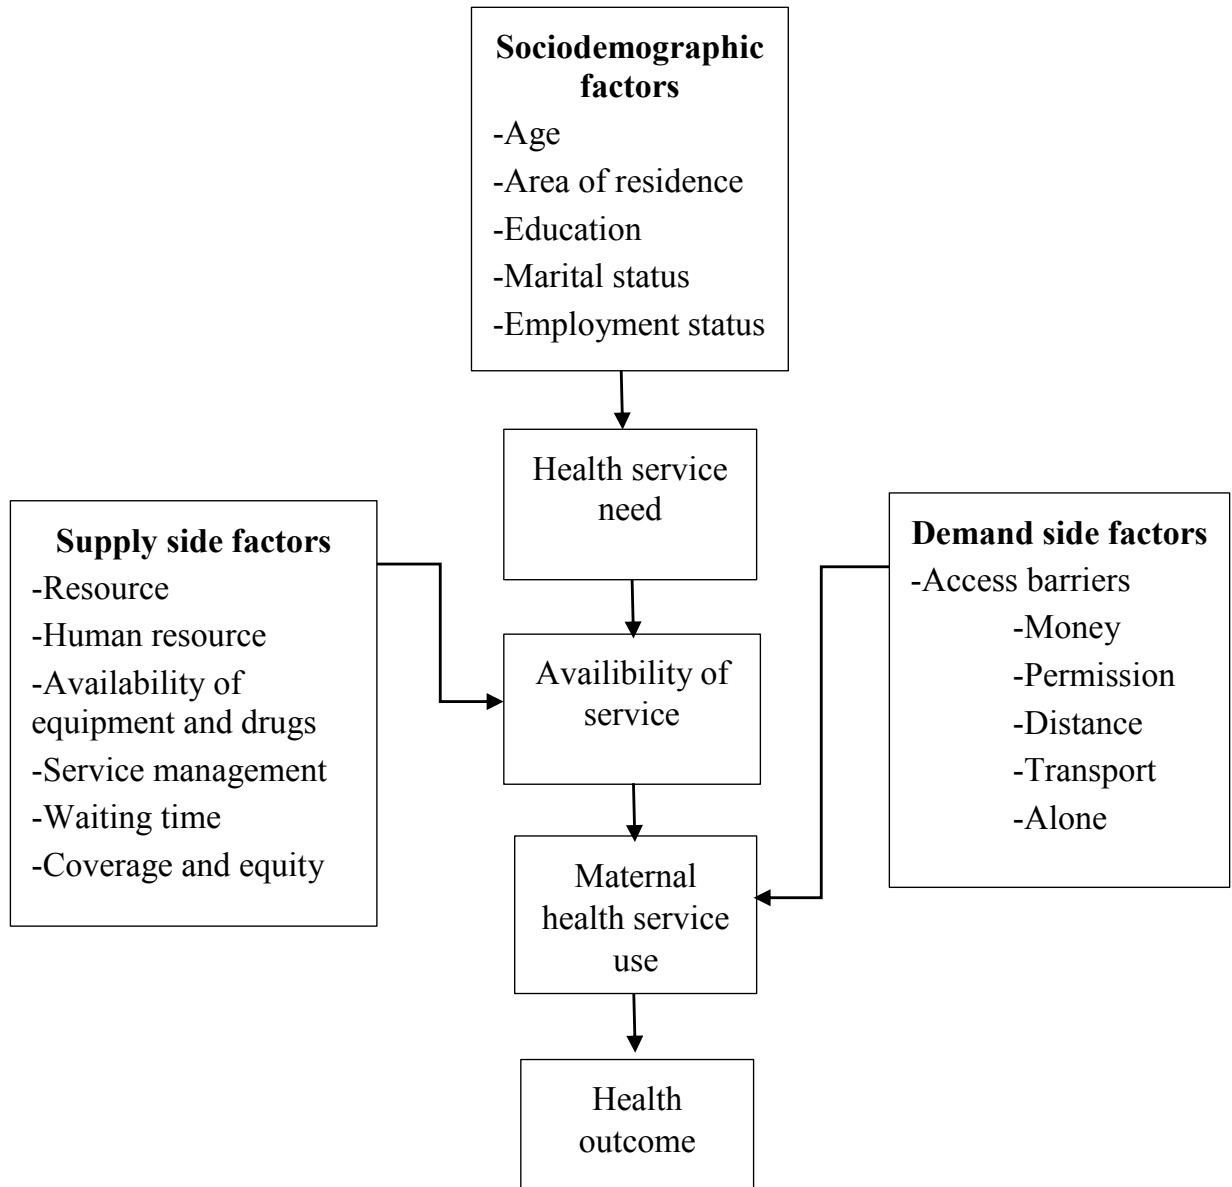 Sociodemographic
factors
-Age
-Area of residence
-Education
-Marital status
-Employment status
Health service
need
Supply side factors
-Resource
-Human resource
-Availability of
equipment and drugs
-Service management
-Waiting time
-Coverage and equity
Demand side factors
-Access barriers
-Money
-Permission
-Distance
-Transport
-Alone
Availibility of
service
Maternal
health service
use
Health
outcome